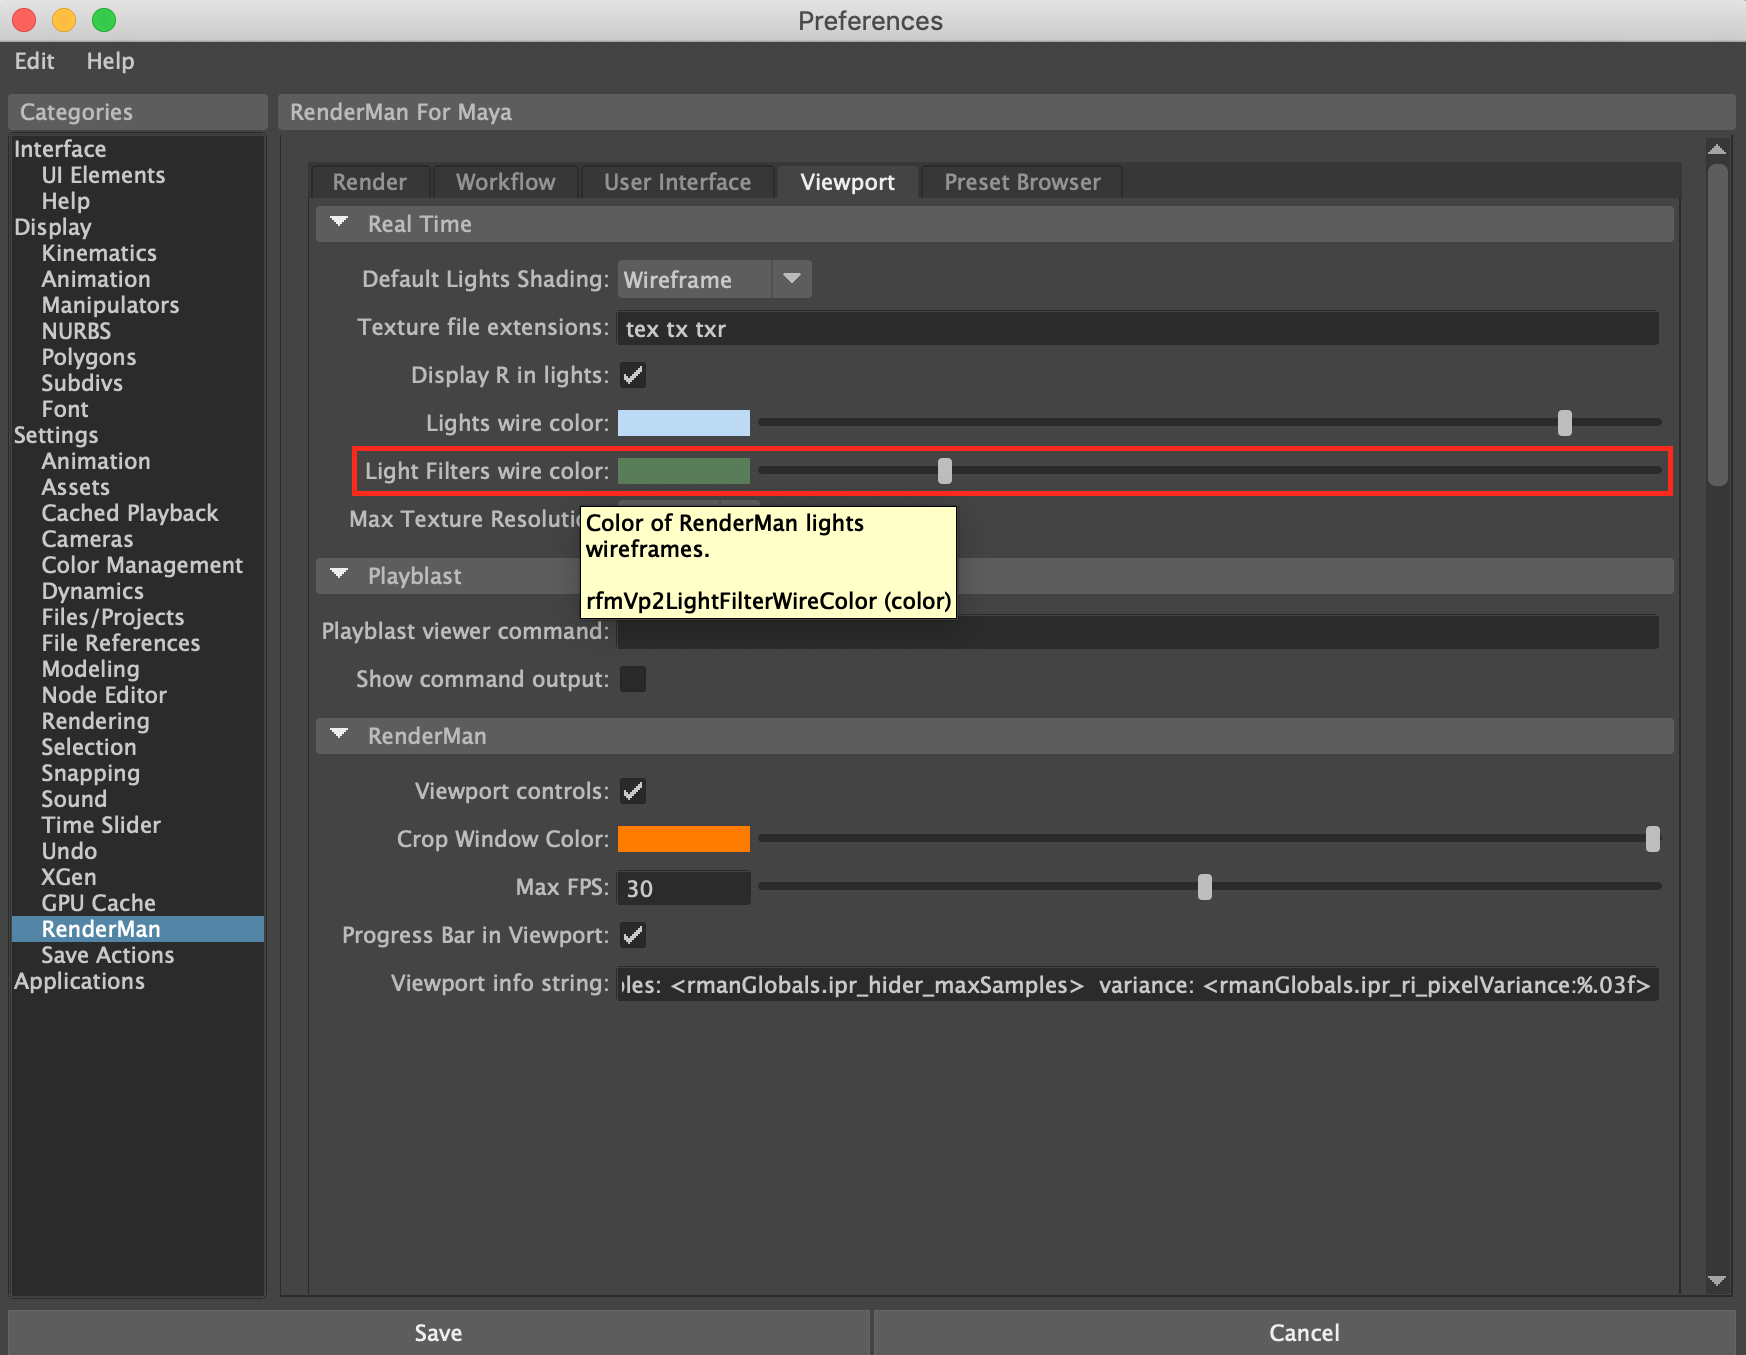 Preferences
Edit Help
Categories
Interface
UI Elements
Help
Display
Kinematics
Animation
Manipulators
NURBS
Polygons
Subdivs
Font
Settings
Animation
Assets
Cached Playback
Cameras
Color Management
Dynamics
Files/Projects
File References
Modeling
Node Editor
Rendering
Selection
Snapping
Sound
Time Slider
Undo
XGen
GPU Cache
RenderMan
Save Actions
Applications
RenderMan For Maya
Render Workflow User Interface Viewport Preset Browser
Real Time
Default Lights Shading: Wireframe
Texture file extensions: tex tx txr
Display R in lights:
Lights wire color:
Light Filters wire color:
Max Texture
Color of RenderMan lights
wireframes.
rfmVp2LightFilterWireColor (color)
Playblast
Playblast viewer command:
Show command output:
RenderMan
Viewport controls:
Crop Window Color:
Max FPS: 30
Progress Bar in Viewport:
Viewport info string: les: <rmanGlobals.ipr_hider_maxSamples> variance: <rmanGlobals.ipr_ri_pixelVariance:%.03f>
Save Cancel